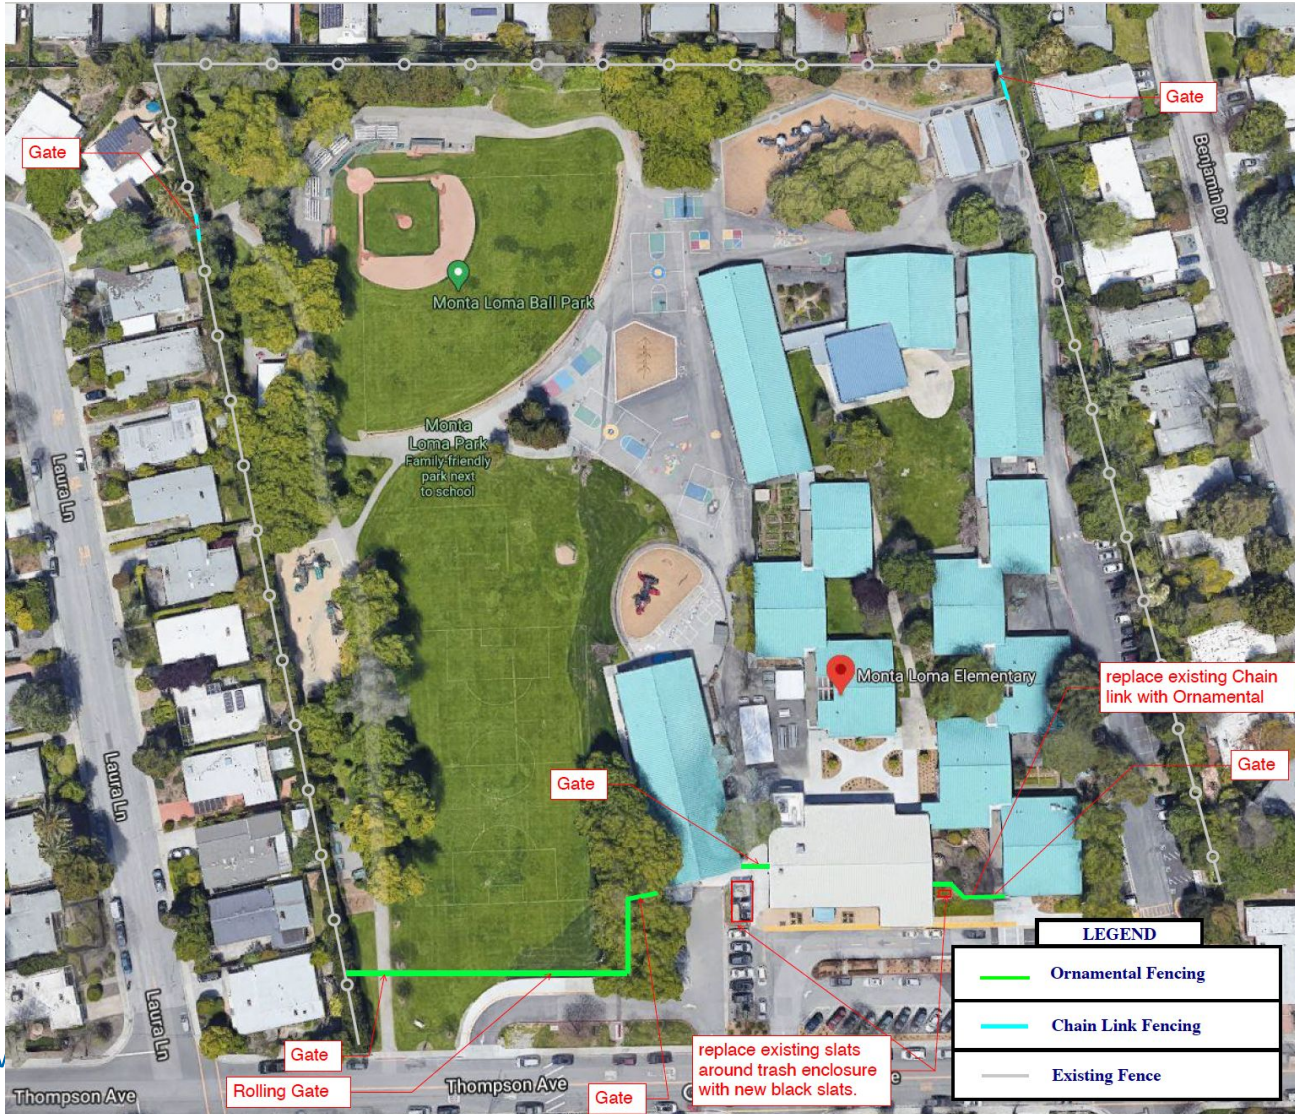 Gate
Gate
Benjamin Dr
Monta Loma Ball Park
Monta
Loma Park
Family-friendly
park next
to school
Laura Ln
Monta Loma Elementary
replace existing Chain
link with Ornamental
Laura Ln
Gate
Gate
LEGEND
Ornamental Fencing
Chain Link Fencing
Existing Fence
Laura Ln
Gate
Rolling Gate
Gate
replace existing slats
around trash enclosure
with new black slats.
Thompson Ave
Thompson Ave